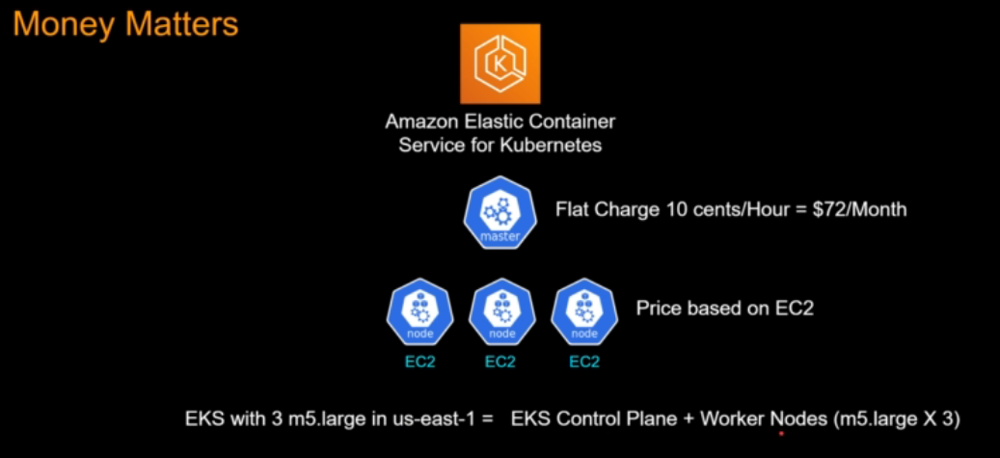 Money Matters
K
Amazon Elastic Container
Service for Kubernetes
master
Flat Charge 10 cents/Hour = $72/Month
node node node
Price based on EC2
EC2 EC2 EC2
EKS with 3 m5.large in us-east-1 = EKS Control Plane + Worker Nodes (m5.large X 3)